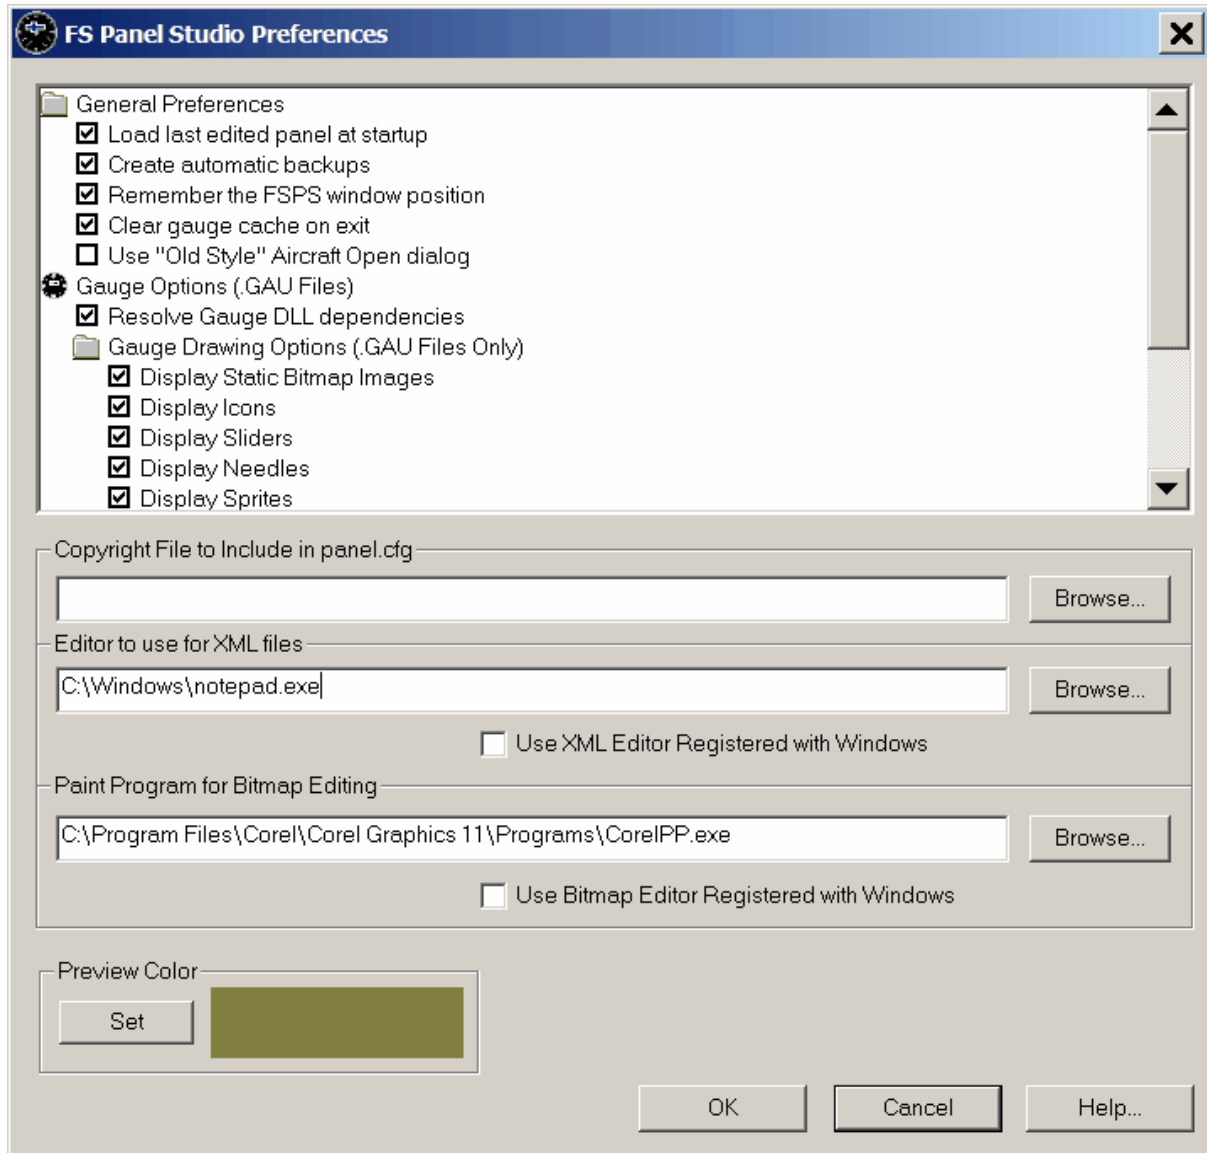 FS Panel Studio Preferences
General Preferences
Load last edited panel at startup
Create automatic backups
Remember the FSPS window position
Clear gauge cache on exit
Use "Old Style" Aircraft Open dialog
Gauge Options (.GAU Files)
Resolve Gauge DLL dependencies
Gauge Drawing Options (.GAU Files Only)
Display Static Bitmap Images
Display Icons
Display Sliders
Display Needles
Display Sprites
Copyright File to Include in panel.cfg
Browse...
Editor to use for XML files
C:\Windows\notepad.exe
Browse...
Use XML Editor Registered with Windows
Paint Program for Bitmap Editing
C:\Program Files\Corel\Corel Graphics 11\Programs\CorelPP.exe
Browse...
Use Bitmap Editor Registered with Windows
Preview Color
Set
OK
Cancel
Help...